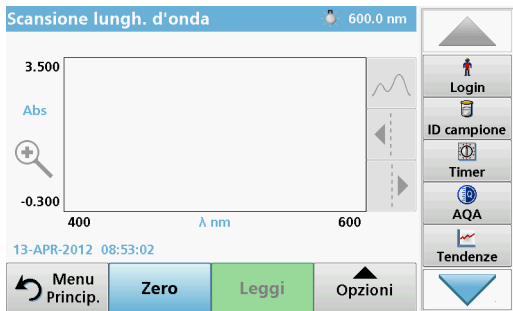 Scansione lungh. d'onda
600.0 nm
3.500
Abs
-0.300
400
λ nm
600
13-APR-2012 08:53:02
Menu
Princip.
Zero
Leggi
Opzioni
Login
ID campione
Timer
AQA
Tendenze